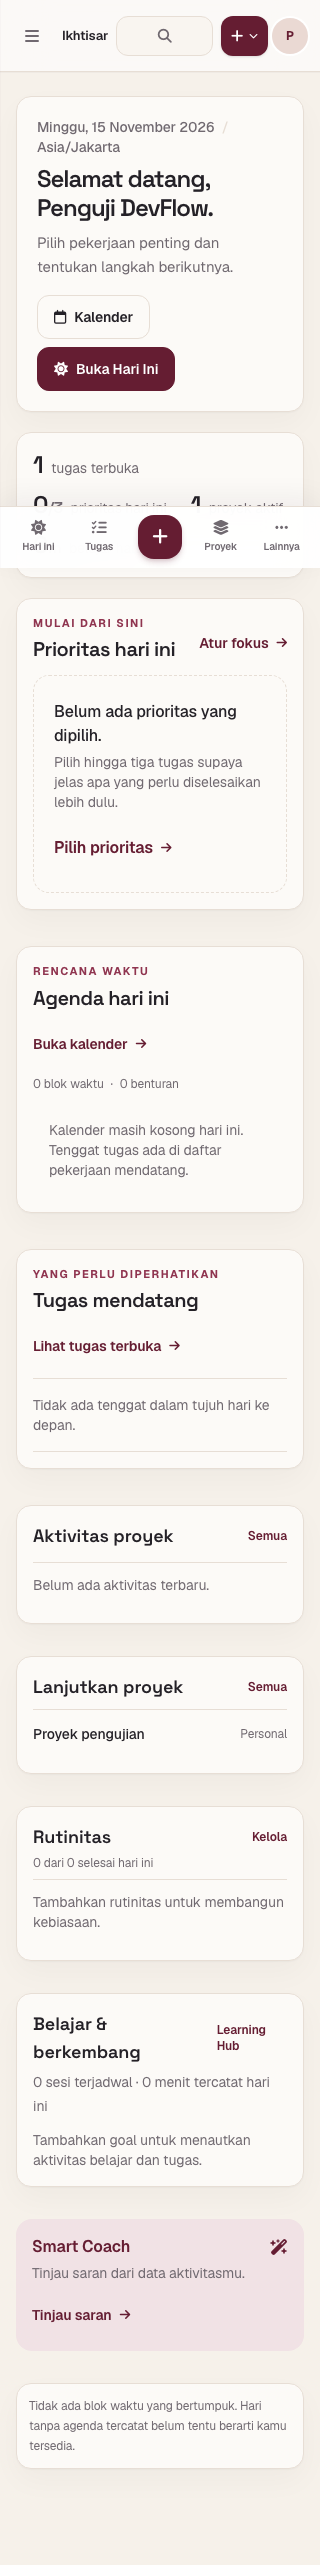 Ikhtisar
P
Minggu, 15 November 2026 /
Asia/Jakarta
Selamat datang,
Penguji DevFlow.
Pilih pekerjaan penting dan
tentukan langkah berikutnya.
Kalender
Buka Hari Ini
1 tugas terbuka
Hari ini
Tugas
Proyek
Lainnya
MULAI DARI SINI
Prioritas hari ini
Atur fokus →
Belum ada prioritas yang
dipilih.
Pilih hingga tiga tugas supaya
jelas apa yang perlu diselesaikan
lebih dulu.
Pilih prioritas →
RENCANA WAKTU
Agenda hari ini
Buka kalender →
0 blok waktu · 0 benturan
Kalender masih kosong hari ini.
Tenggat tugas ada di daftar
pekerjaan mendatang.
YANG PERLU DIPERHATIKAN
Tugas mendatang
Lihat tugas terbuka →
Tidak ada tenggat dalam tujuh hari ke
depan.
Aktivitas proyek
Semua
Belum ada aktivitas terbaru.
Lanjutkan proyek
Semua
Proyek pengujian
Personal
Rutinitas
Kelola
0 dari 0 selesai hari ini
Tambahkan rutinitas untuk membangun
kebiasaan.
Belajar &
berkembang
Learning
Hub
0 sesi terjadwal · 0 menit tercatat hari
ini
Tambahkan goal untuk menautkan
aktivitas belajar dan tugas.
Smart Coach
Tinjau saran dari data aktivitasmu.
Tinjau saran →
Tidak ada blok waktu yang bertumpuk. Hari
tanpa agenda tercatat belum tentu berarti kamu
tersedia.